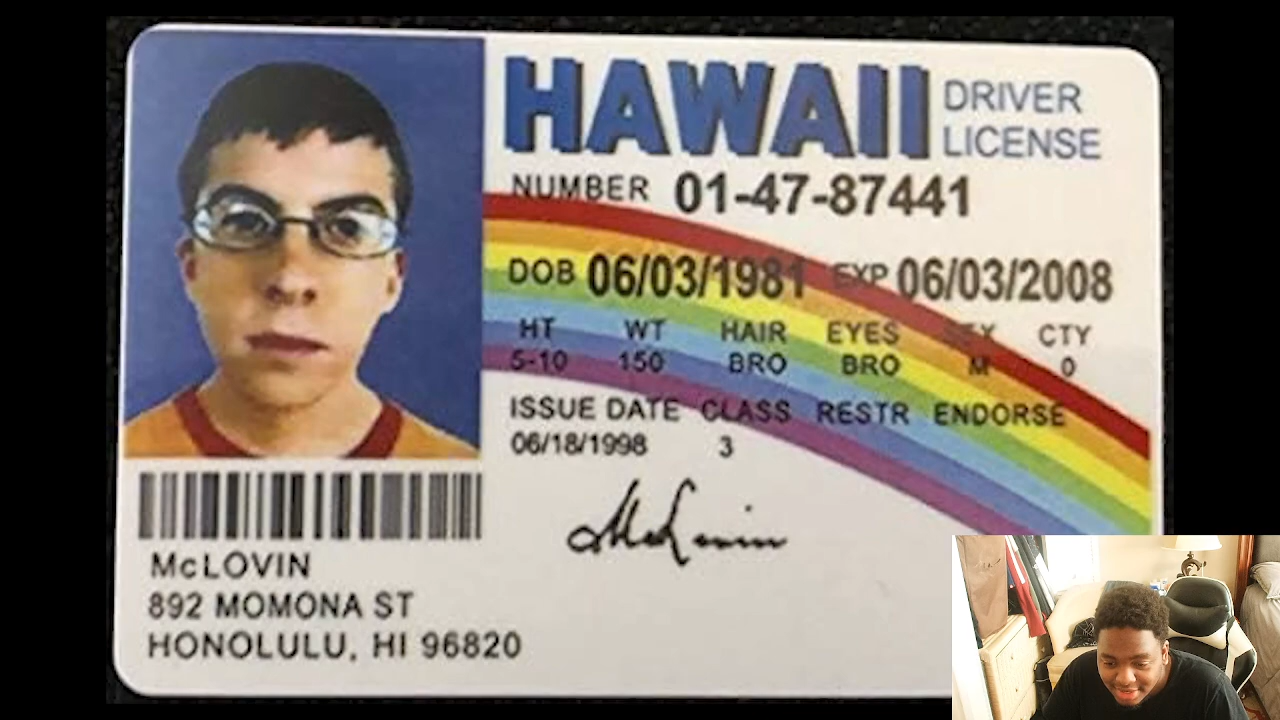 HAWAII DRIVER LICENSE
NUMBER 01-47-87441
DOB 06/03/1981 EXP 06/03/2008
HT WT HAIR EYES SEX CTY
5-10 150 BRO BRO M 0
ISSUE DATE CLASS RESTR ENDORSE
06/18/1998 3
McLovin
McLOVIN
892 MOMONA ST
HONOLULU, HI 96820